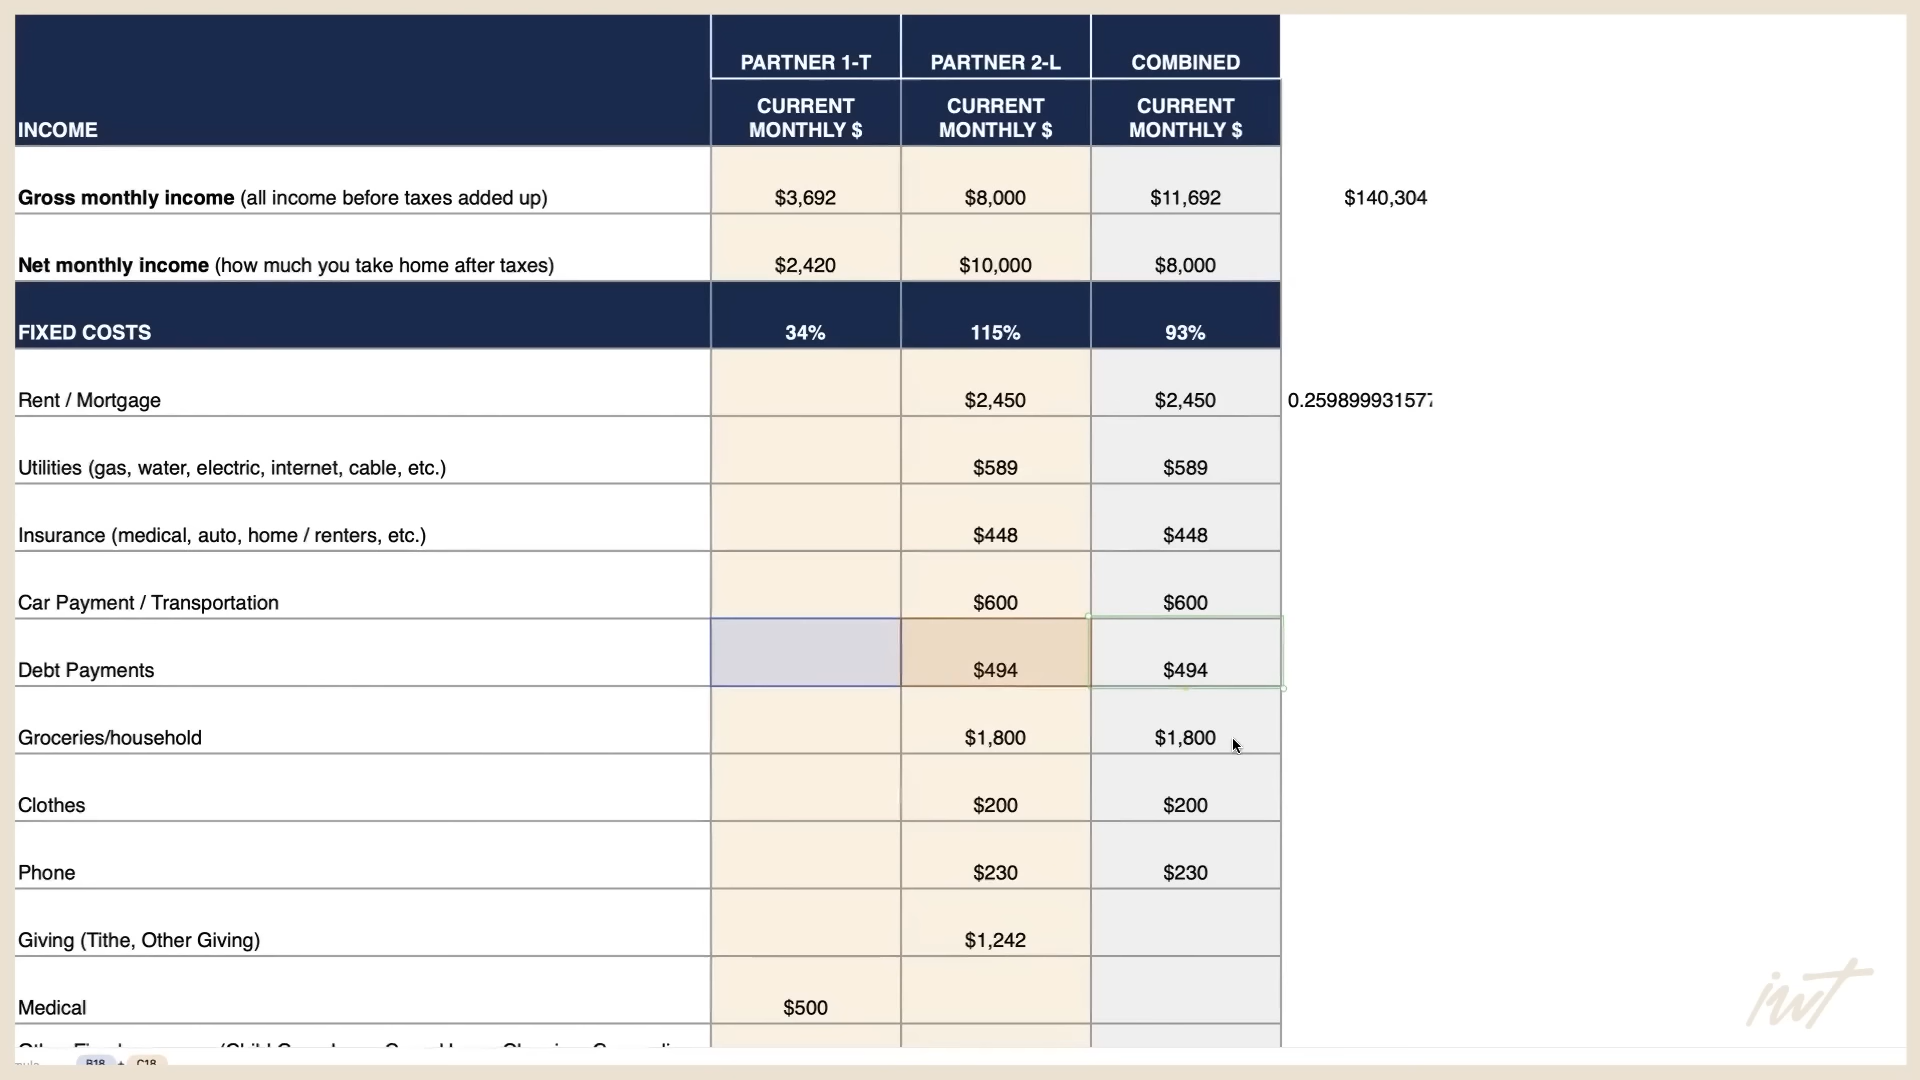 PARTNER 1-T PARTNER 2-L COMBINED
INCOME CURRENT MONTHLY $ CURRENT MONTHLY $ CURRENT MONTHLY $
Gross monthly income (all income before taxes added up) $3,692 $8,000 $11,692 $140,304
Net monthly income (how much you take home after taxes) $2,420 $10,000 $8,000
FIXED COSTS 34% 115% 93%
Rent / Mortgage $2,450 $2,450 0.259899931577
Utilities (gas, water, electric, internet, cable, etc.) $589 $589
Insurance (medical, auto, home / renters, etc.) $448 $448
Car Payment / Transportation $600 $600
Debt Payments $494 $494
Groceries/household $1,800 $1,800
Clothes $200 $200
Phone $230 $230
Giving (Tithe, Other Giving) $1,242
Medical $500
iwt
B18 + C18